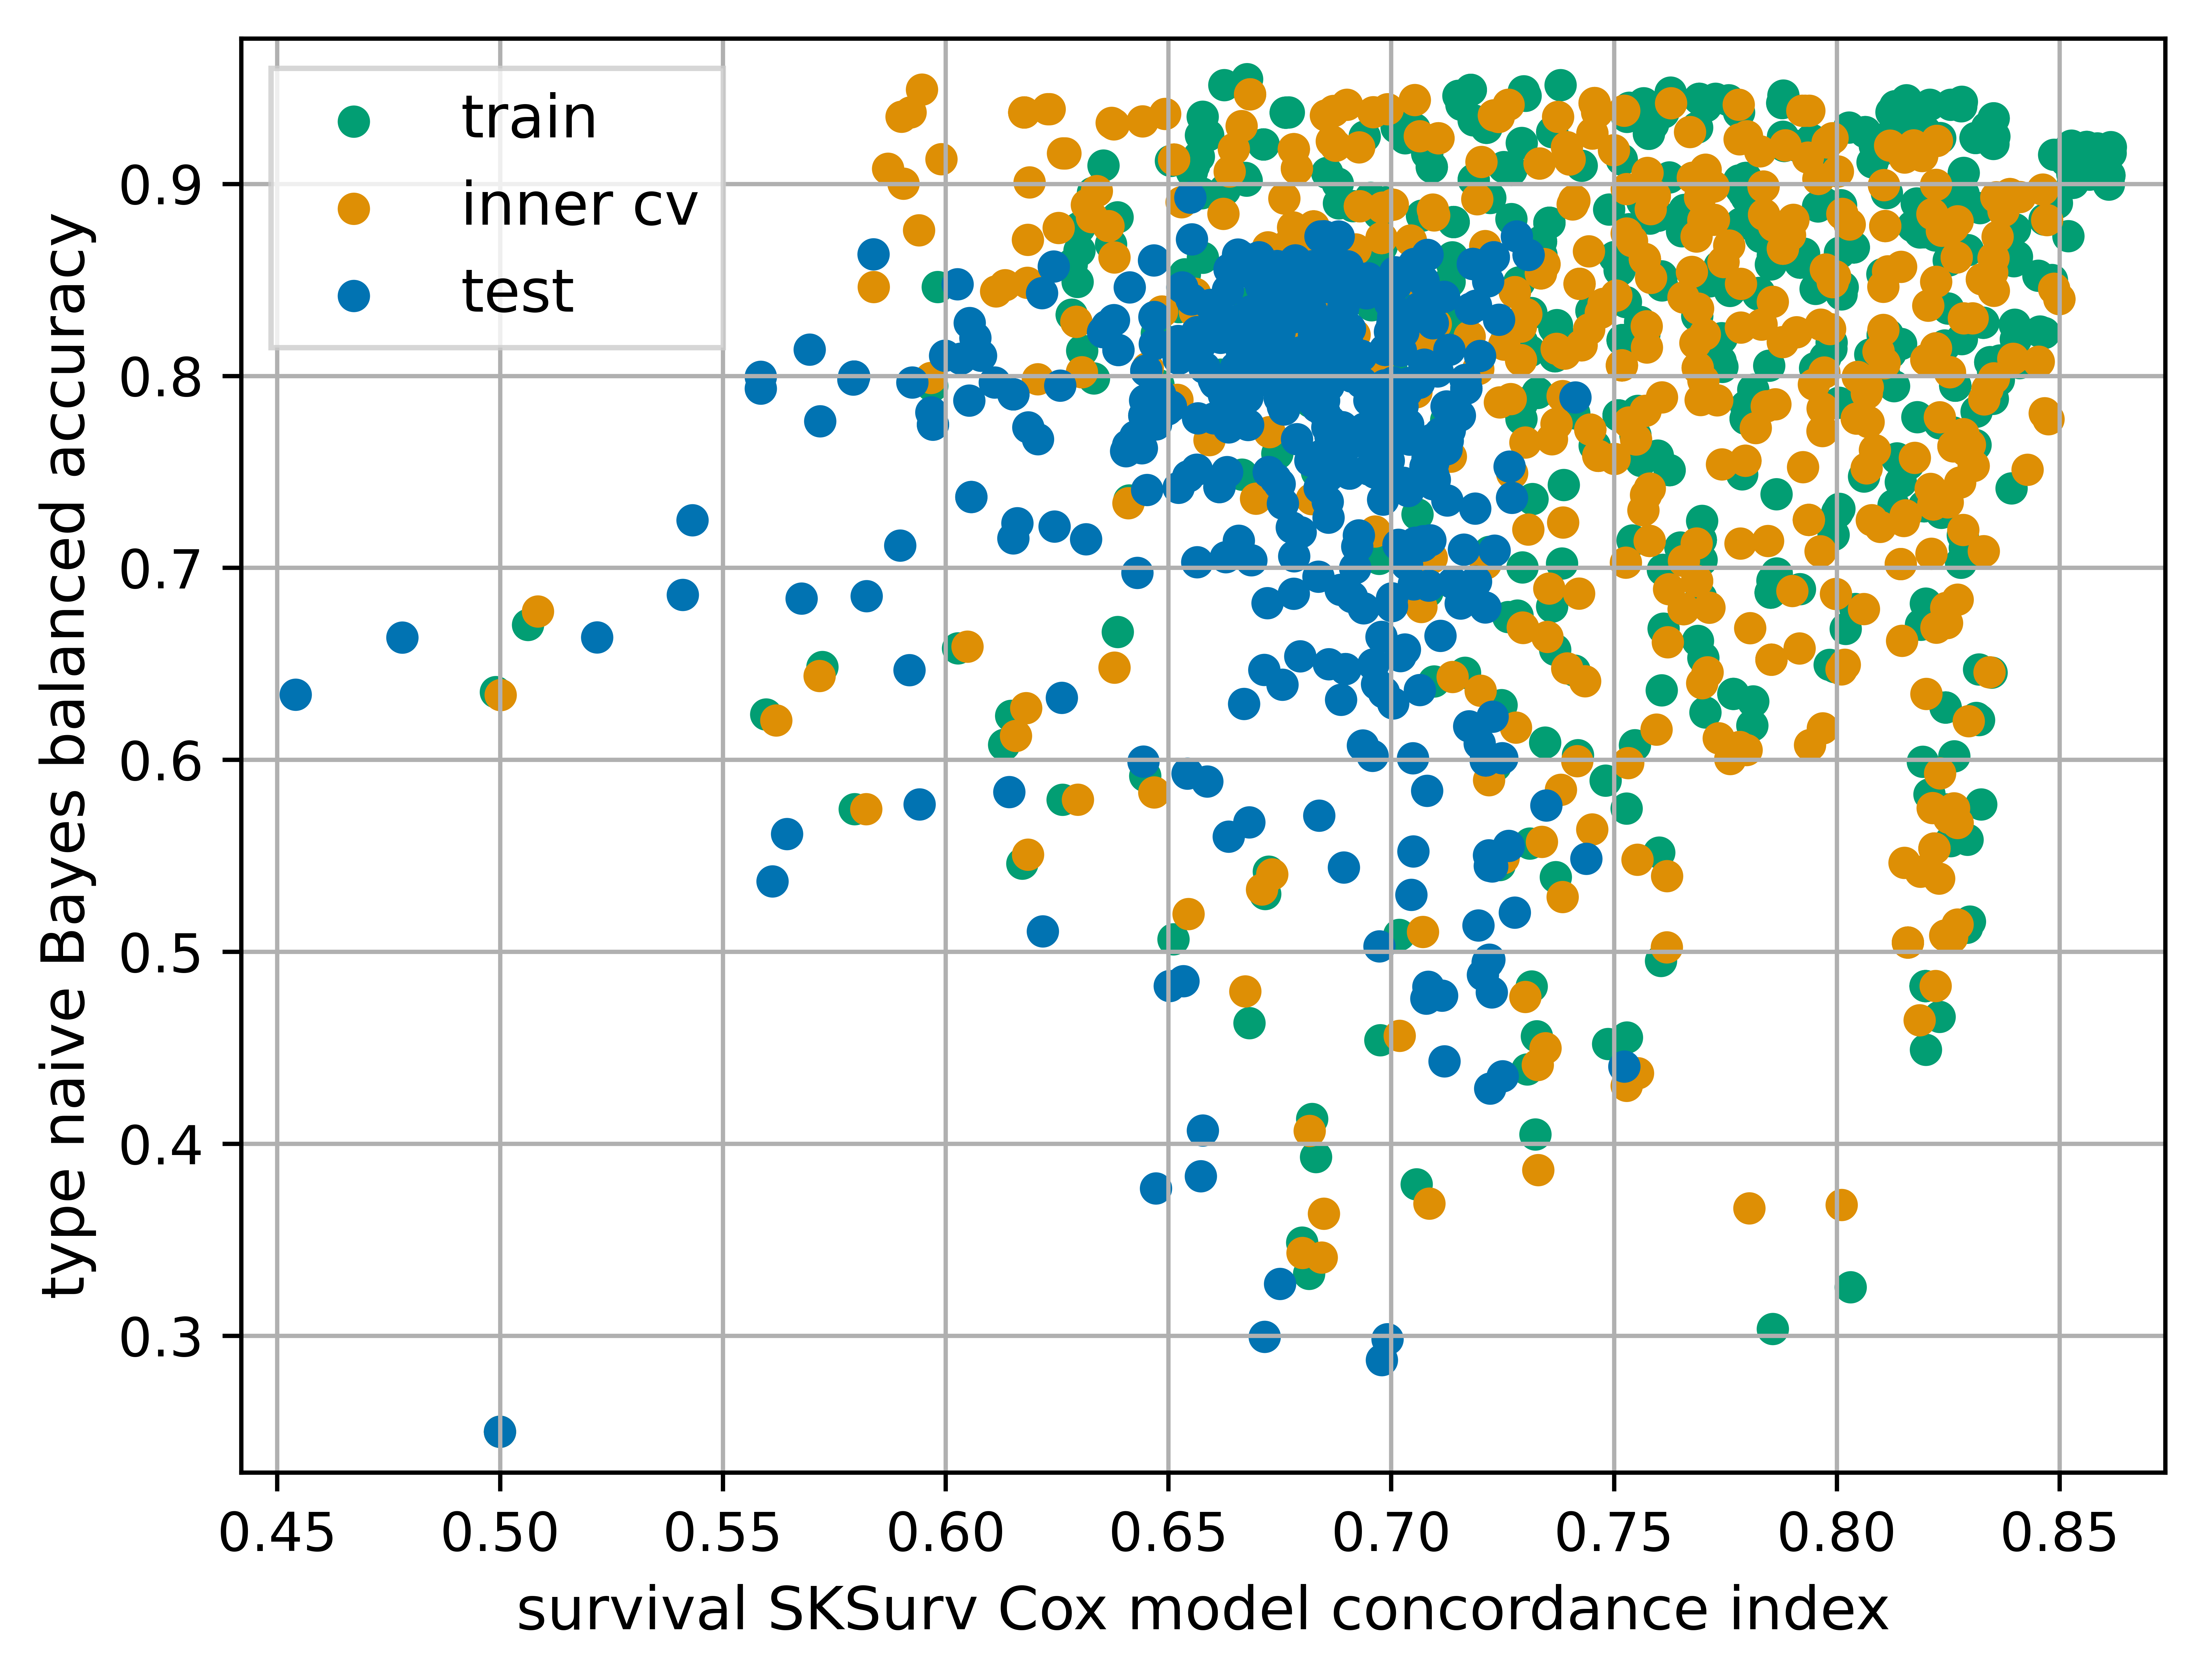 train
inner cv
test
type naive Bayes balanced accuracy
0.9
0.8
0.7
0.6
0.5
0.4
0.3
0.45 0.50 0.55 0.60 0.65 0.70 0.75 0.80 0.85
survival SKSurv Cox model concordance index